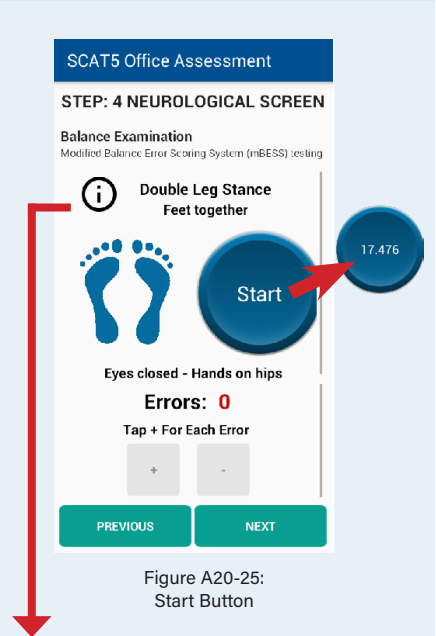 SCAT5 Office Assessment
STEP: 4 NEUROLOGICAL SCREEN
Balance Examination
Modified Balance Error Scoring System (mBESS) testing
Double Leg Stance
Feet together
Start
17.476
Eyes closed - Hands on hips
Errors: 0
Tap + For Each Error
+ -
PREVIOUS NEXT
Figure A20-25:
Start Button